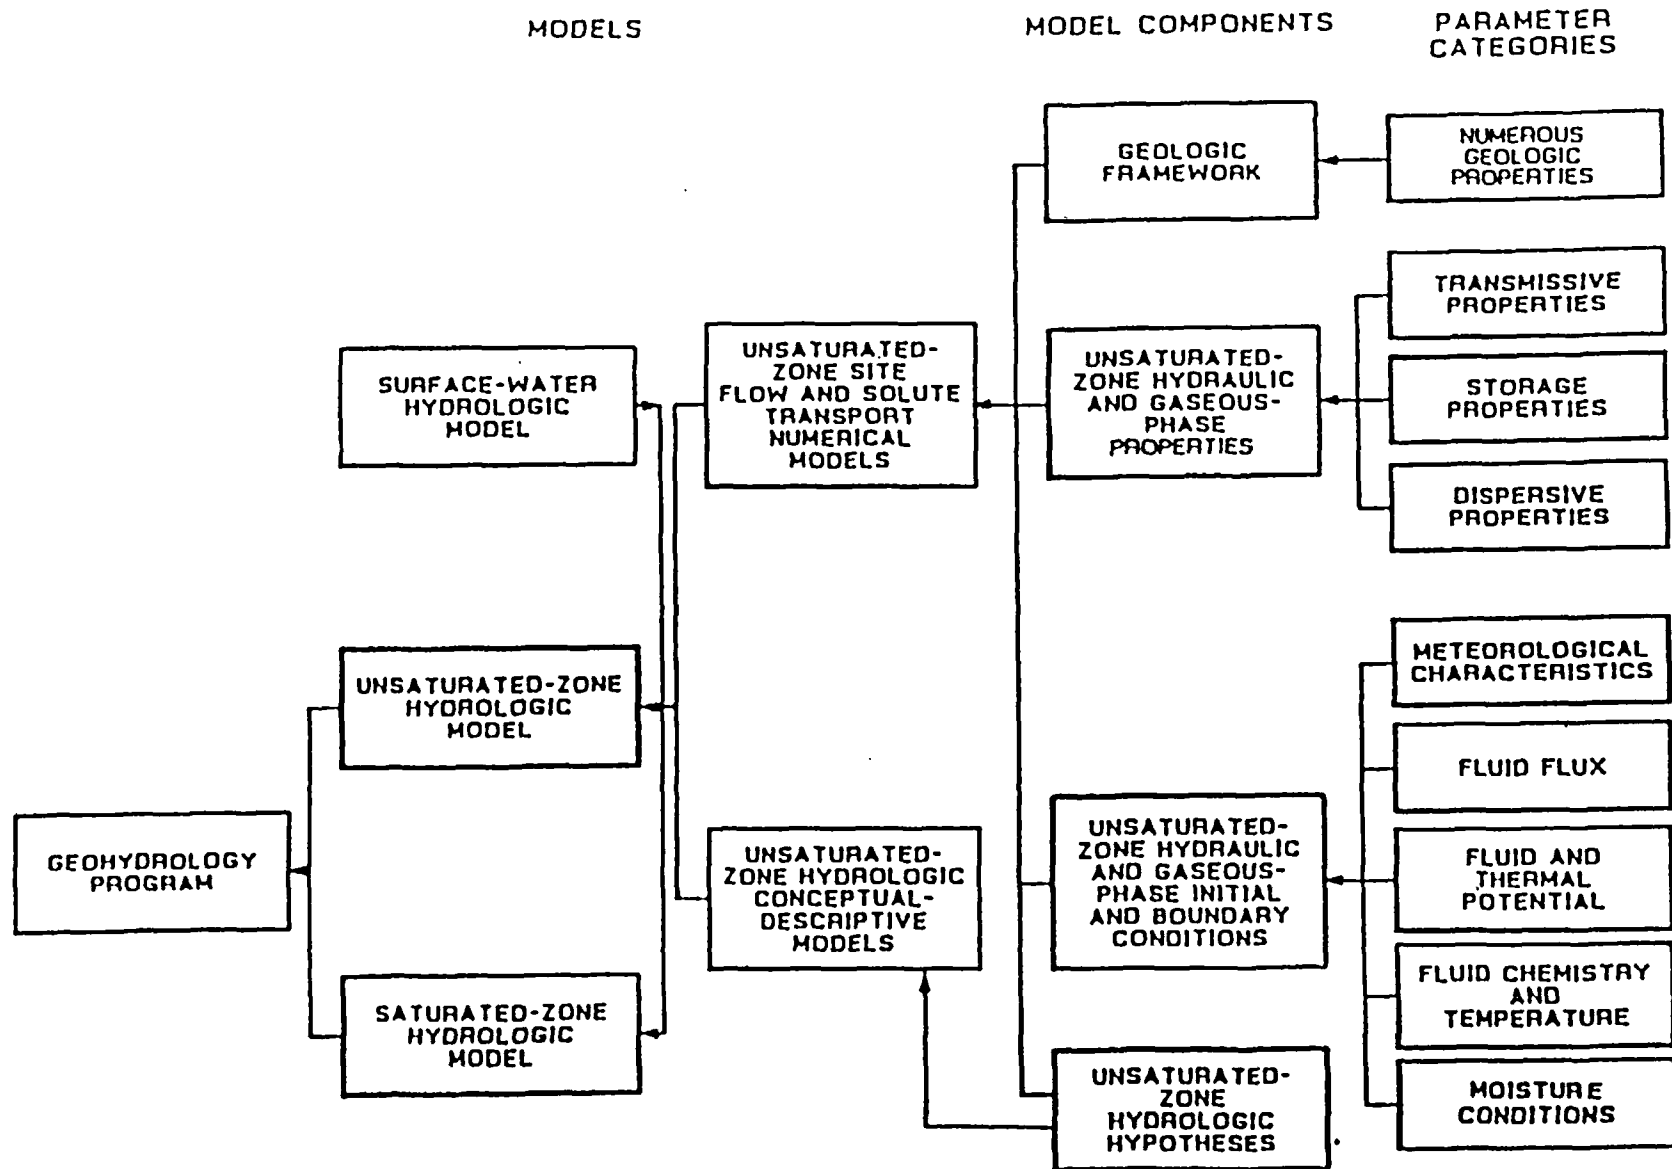 MODELS
MODEL COMPONENTS
PARAMETER
CATEGORIES
GEOLOGIC
FRAMEWORK
NUMEROUS
GEOLOGIC
PROPERTIES
TRANSMISSIVE
PROPERTIES
SURFACE-WATER
HYDROLOGIC
MODEL
UNSATURATED-
ZONE SITE
FLOW AND SOLUTE
TRANSPORT
NUMERICAL
MODELS
UNSATURATED-
ZONE HYDRAULIC
AND GASEOUS-
PHASE
PROPERTIES
STORAGE
PROPERTIES
DISPERSIVE
PROPERTIES
UNSATURATED-ZONE
HYDROLOGIC
MODEL
METEOROLOGICAL
CHARACTERISTICS
FLUID FLUX
GEOHYDROLOGY
PROGRAM
UNSATURATED-
ZONE HYDROLOGIC
CONCEPTUAL-
DESCRIPTIVE
MODELS
UNSATURATED-
ZONE HYDRAULIC
AND GASEOUS-
PHASE INITIAL
AND BOUNDARY
CONDITIONS
FLUID AND
THERMAL
POTENTIAL
SATURATED-ZONE
HYDROLOGIC
MODEL
FLUID CHEMISTRY
AND
TEMPERATURE
UNSATURATED-
ZONE
HYDROLOGIC
HYPOTHESES
MOISTURE
CONDITIONS